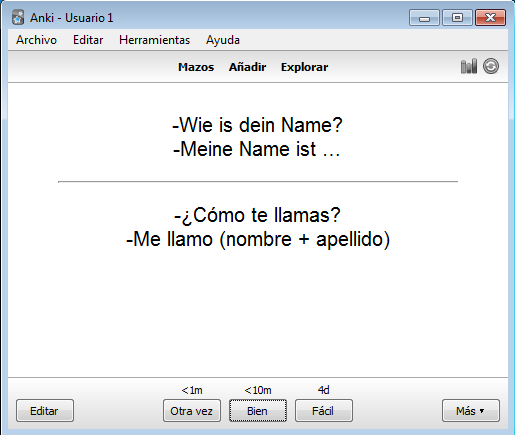 Anki - Usuario 1
Archivo Editar Herramientas Ayuda
Mazos Añadir Explorar
-Wie is dein Name?
-Meine Name ist ...
-¿Cómo te llamas?
-Me llamo (nombre + apellido)
<1m <10m 4d
Editar Otra vez Bien Fácil Más